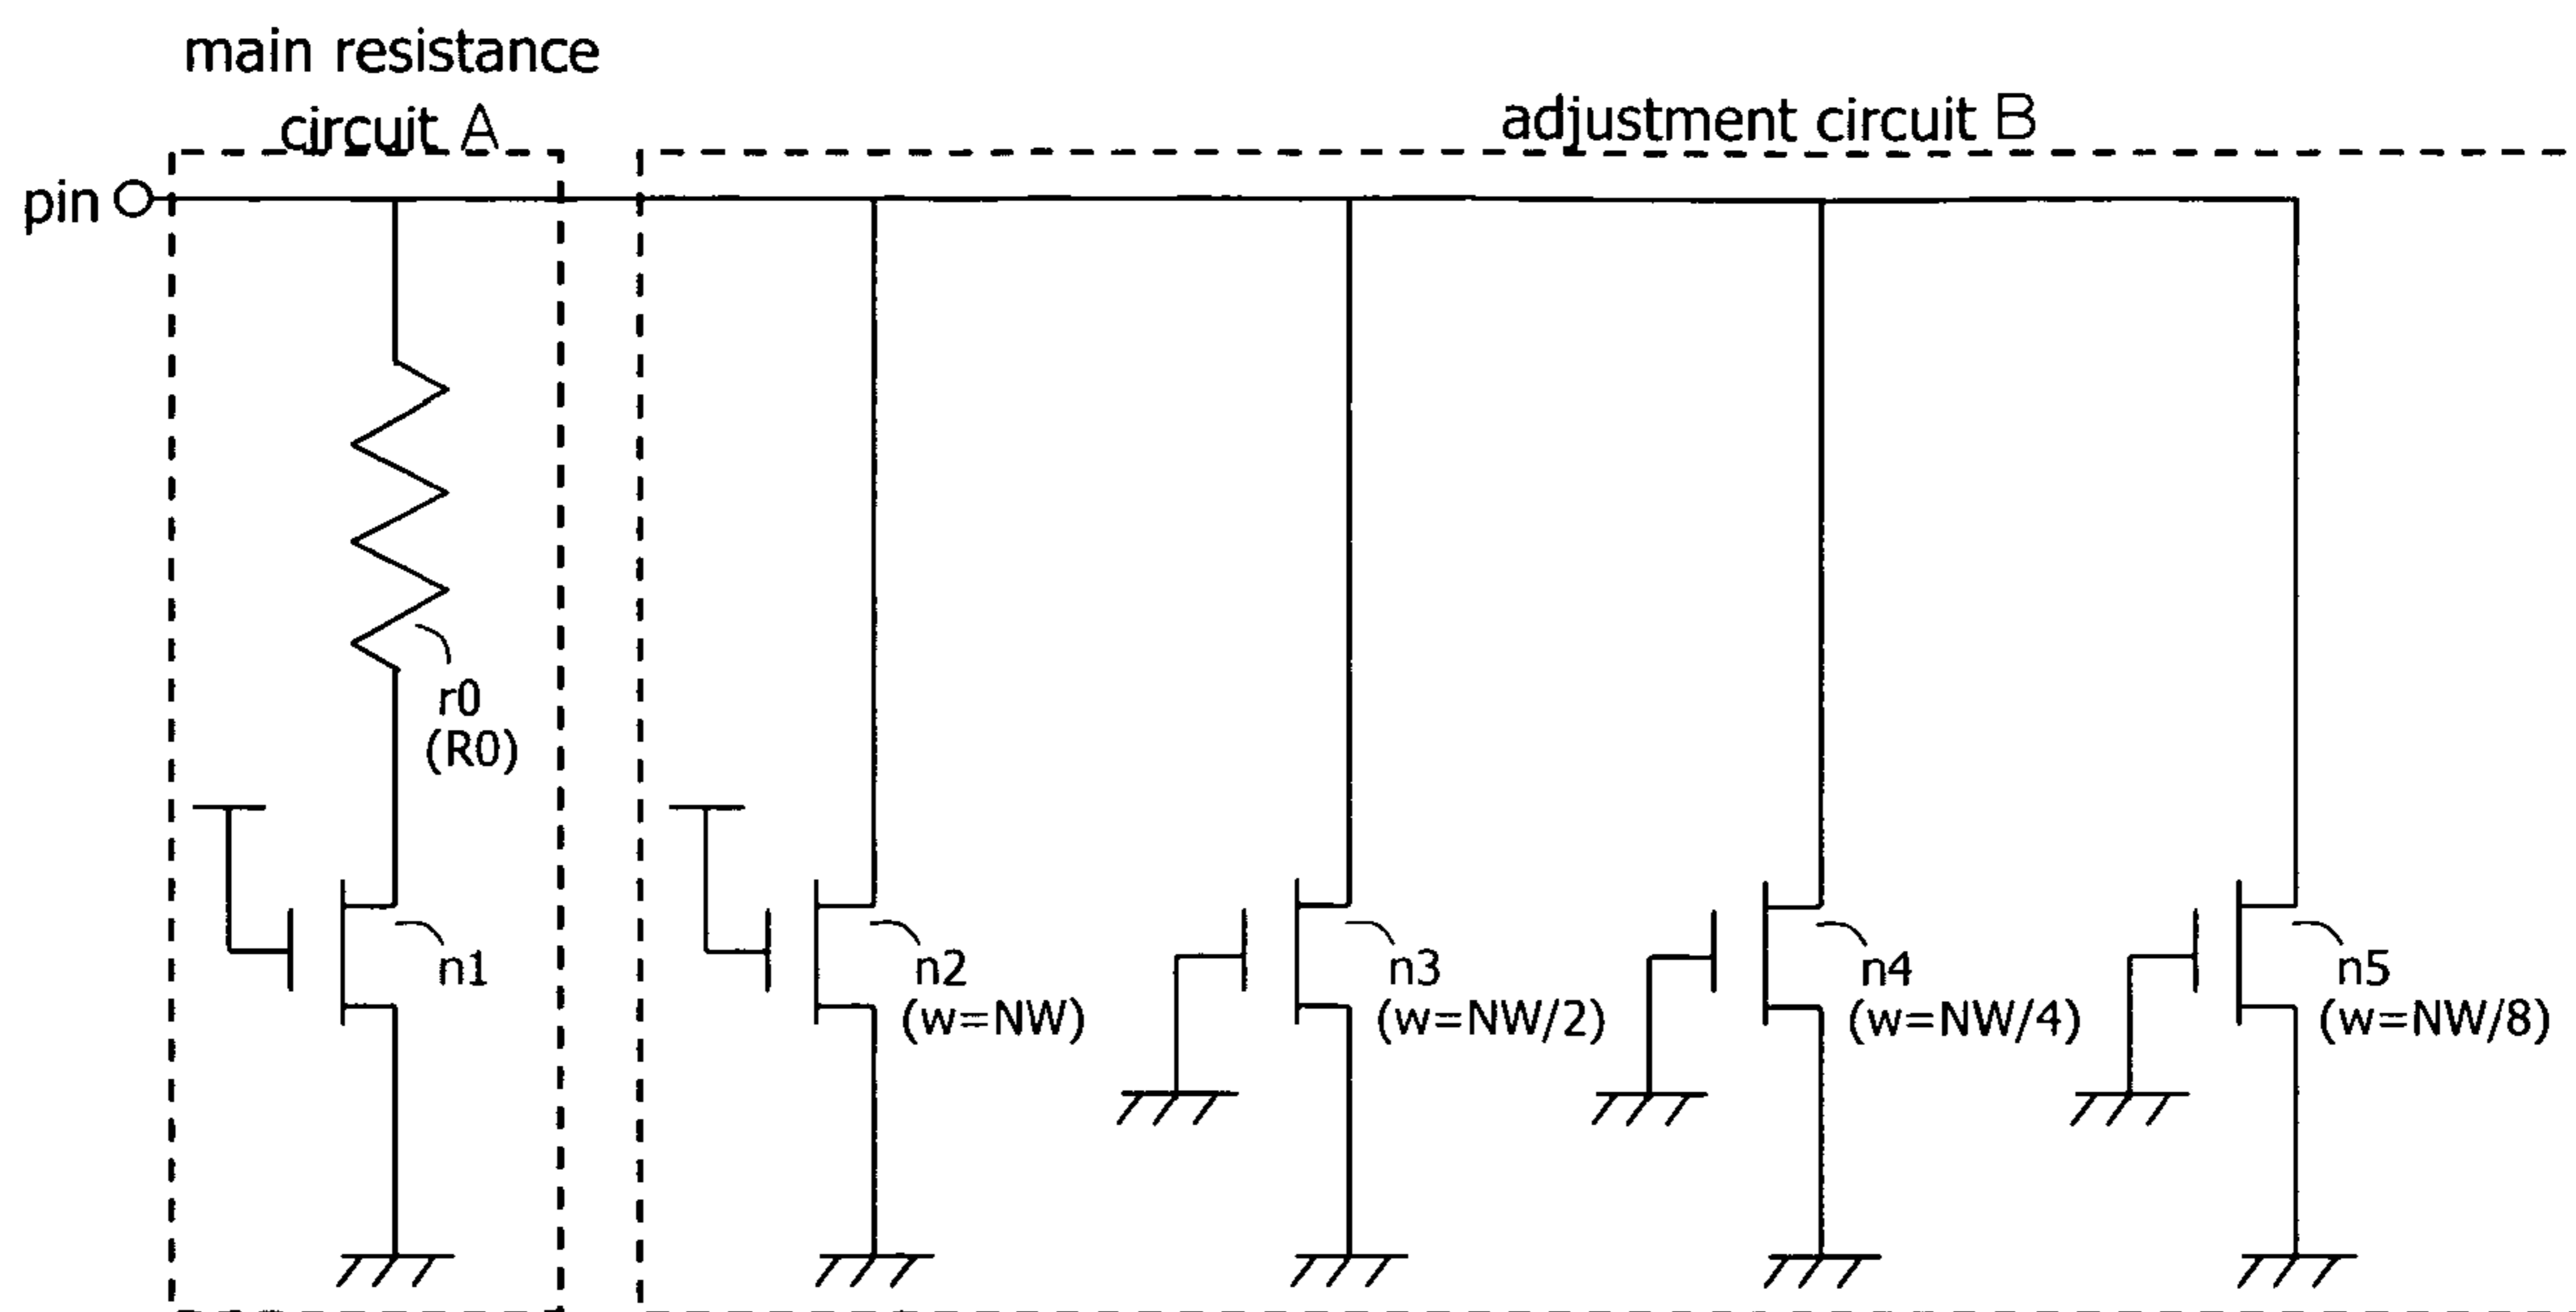 main resistance
circuit A
adjustment circuit B
pin
r0
(R0)
n1
n2
(w=NW)
n3
(w=NW/2)
n4
(w=NW/4)
n5
(w=NW/8)